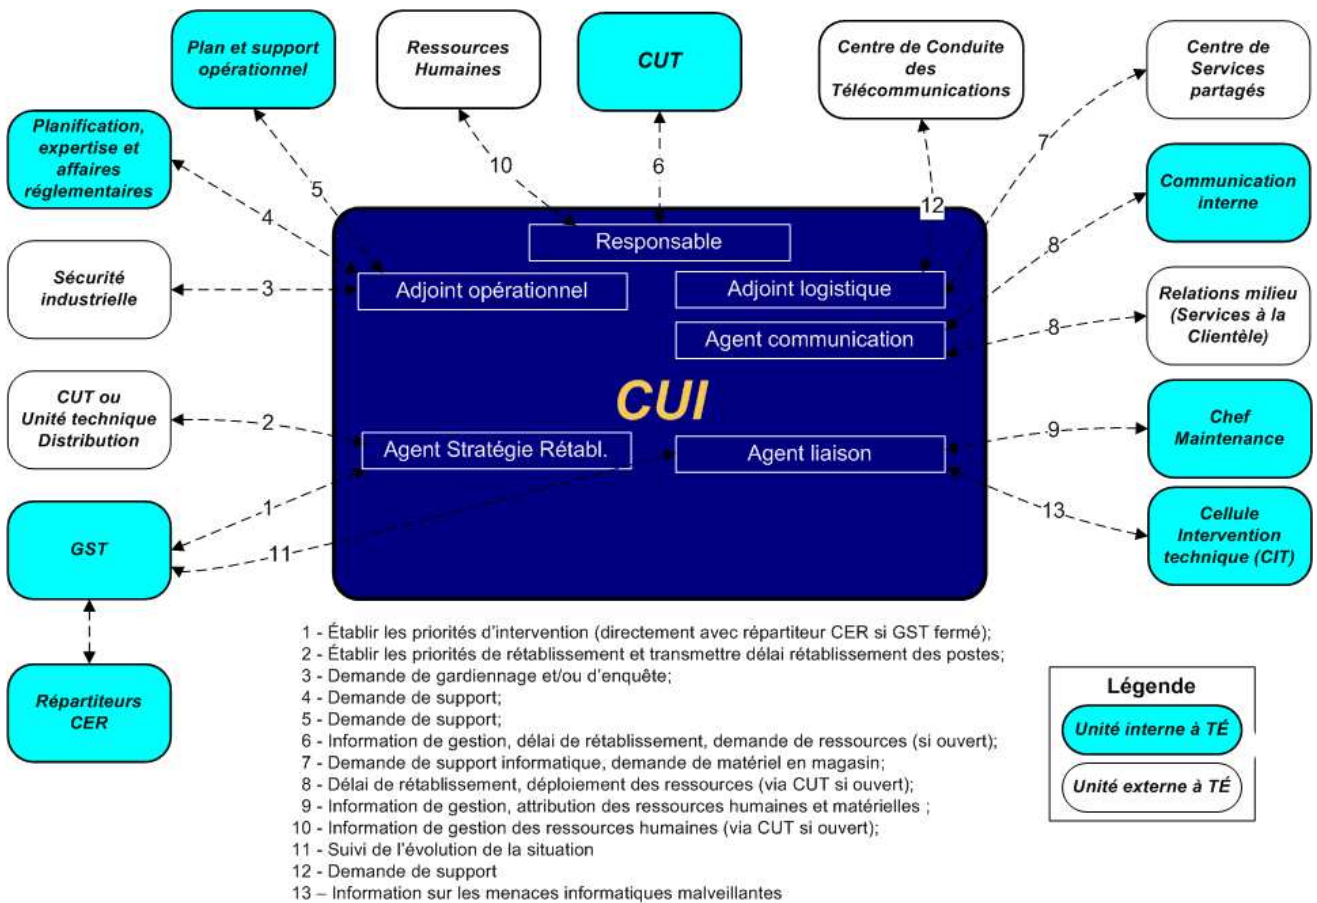 Plan et support
opérationnel
Ressources
Humaines
CUT
Centre de Conduite
des
Télécommunications
Centre de
Services
partagés
Planification,
expertise et
affaires
réglementaires
Communication
interne
Sécurité
industrielle
Relations milieu
(Services à la
Clientèle)
CUT ou
Unité technique
Distribution
Chef
Maintenance
GST
Cellule
Intervention
technique (CIT)
Répartiteurs
CER
5
10
6
12
7
4
8
3
8
2
9
1
11
13
Responsable
Adjoint opérationnel
Adjoint logistique
Agent communication
CUI
Agent Stratégie Rétabl.
Agent liaison
1 - Établir les priorités d'intervention (directement avec répartiteur CER si GST fermé);
2 - Établir les priorités de rétablissement et transmettre délai rétablissement des postes;
3 - Demande de gardiennage et/ou d'enquête;
4 - Demande de support;
5 - Demande de support;
6 - Information de gestion, délai de rétablissement, demande de ressources (si ouvert);
7 - Demande de support informatique, demande de matériel en magasin;
8 - Délai de rétablissement, déploiement des ressources (via CUT si ouvert);
9 - Information de gestion, attribution des ressources humaines et matérielles ;
10 - Information de gestion des ressources humaines (via CUT si ouvert);
11 - Suivi de l'évolution de la situation
12 - Demande de support
13 – Information sur les menaces informatiques malveillantes
Légende
Unité interne à TÉ
Unité externe à TÉ